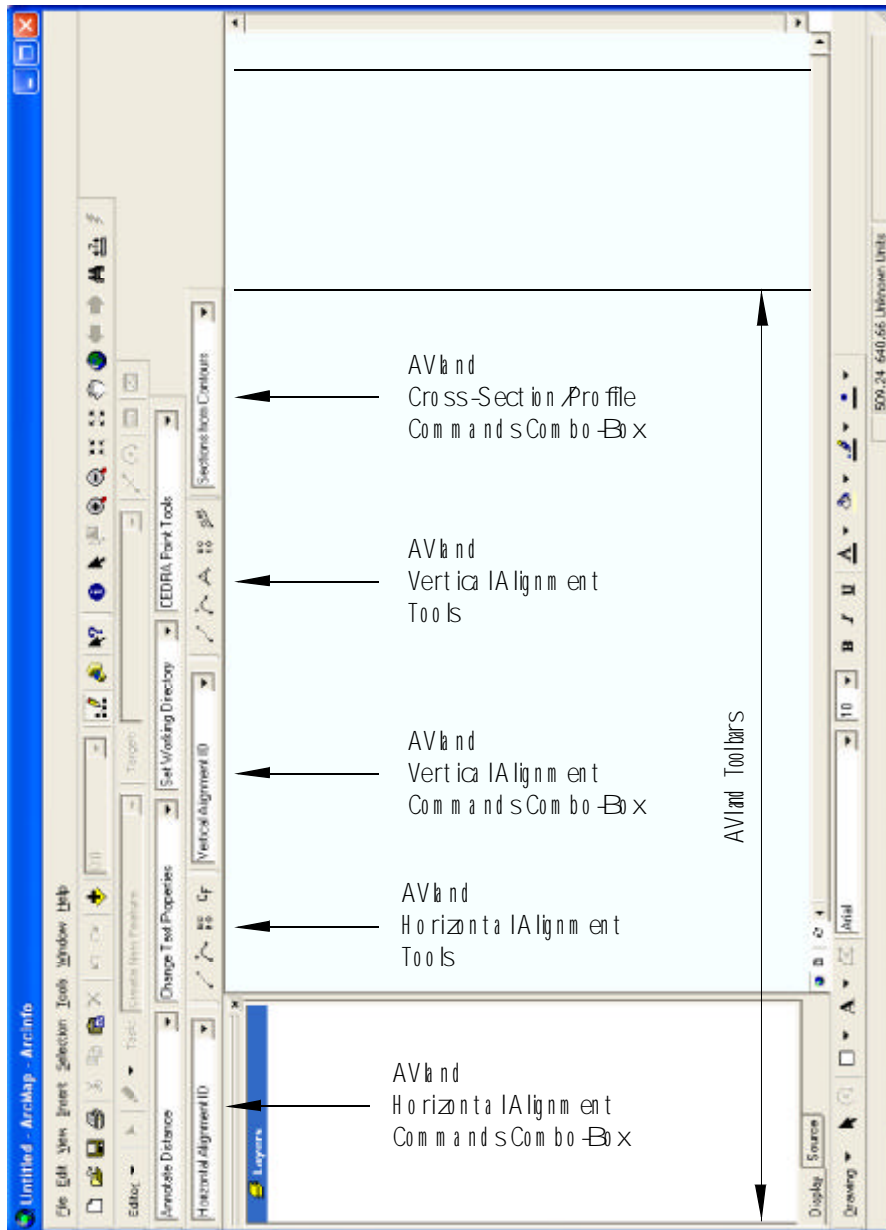 Untitled - ArcMap - ArcInfo
File Edit View Insert Selection Tools Window Help
Editor Task: Create New Feature Target:
Annotate Distance Change Text Properties Set Working Directory CEDRA Point Tools
Horizontal Alignment ID CF Vertical Alignment ID Sections from Contours
Layers
AVland
Horizontal Alignment
Commands Combo-Box
AVland
Horizontal Alignment
Tools
AVland
Vertical Alignment
Commands Combo-Box
AVland
Vertical Alignment
Tools
AVland
Cross-Section/Profile
Commands Combo-Box
AVland Toolbars
Display Source
Drawing A Arial 10 B I U A
509.24 640.66 Unknown Units